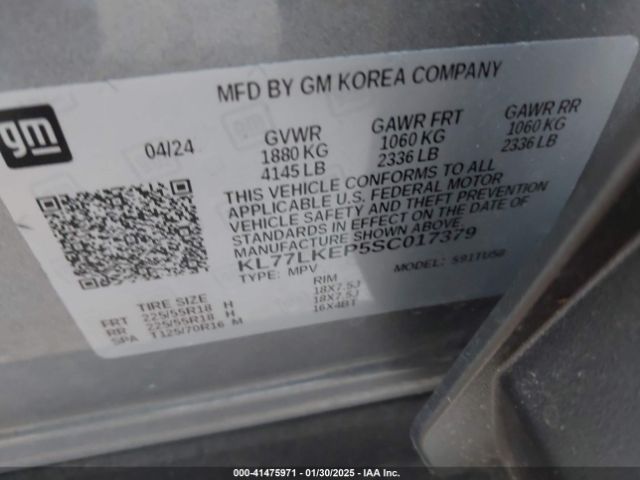 MFD BY GM KOREA COMPANY
gm
04/24
GVWR GAWR FRT GAWR RR
1880 KG 1060 KG 1060 KG
4145 LB 2336 LB 2336 LB
THIS VEHICLE CONFORMS TO ALL
APPLICABLE U.S. FEDERAL MOTOR
VEHICLE SAFETY AND THEFT PREVENTION
STANDARDS IN EFFECT ON THE DATE OF
MANUFACTURE SHOWN ABOVE.
KL77LKEP5SC017379
TYPE: MPV MODEL: S91TU58
TIRE SIZE RIM
FRT 225/55R18 H 18X7.5J
RR 225/55R18 H 18X7.5J
SPA T125/70R16 M 16X4BT
000-41475971 | 01/30/2025 | IAA Inc.